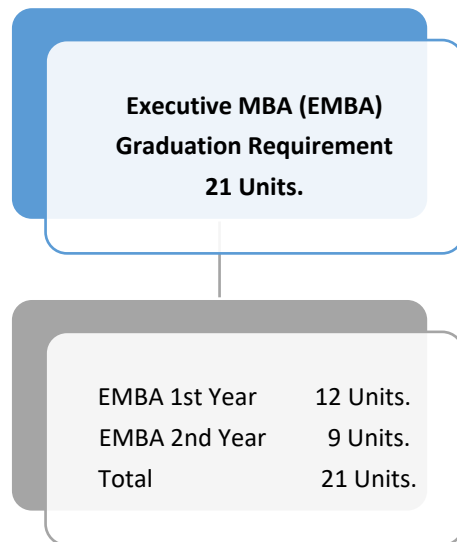 Executive MBA (EMBA)
Graduation Requirement
21 Units.
EMBA 1st Year 12 Units.
EMBA 2nd Year 9 Units.
Total 21 Units.